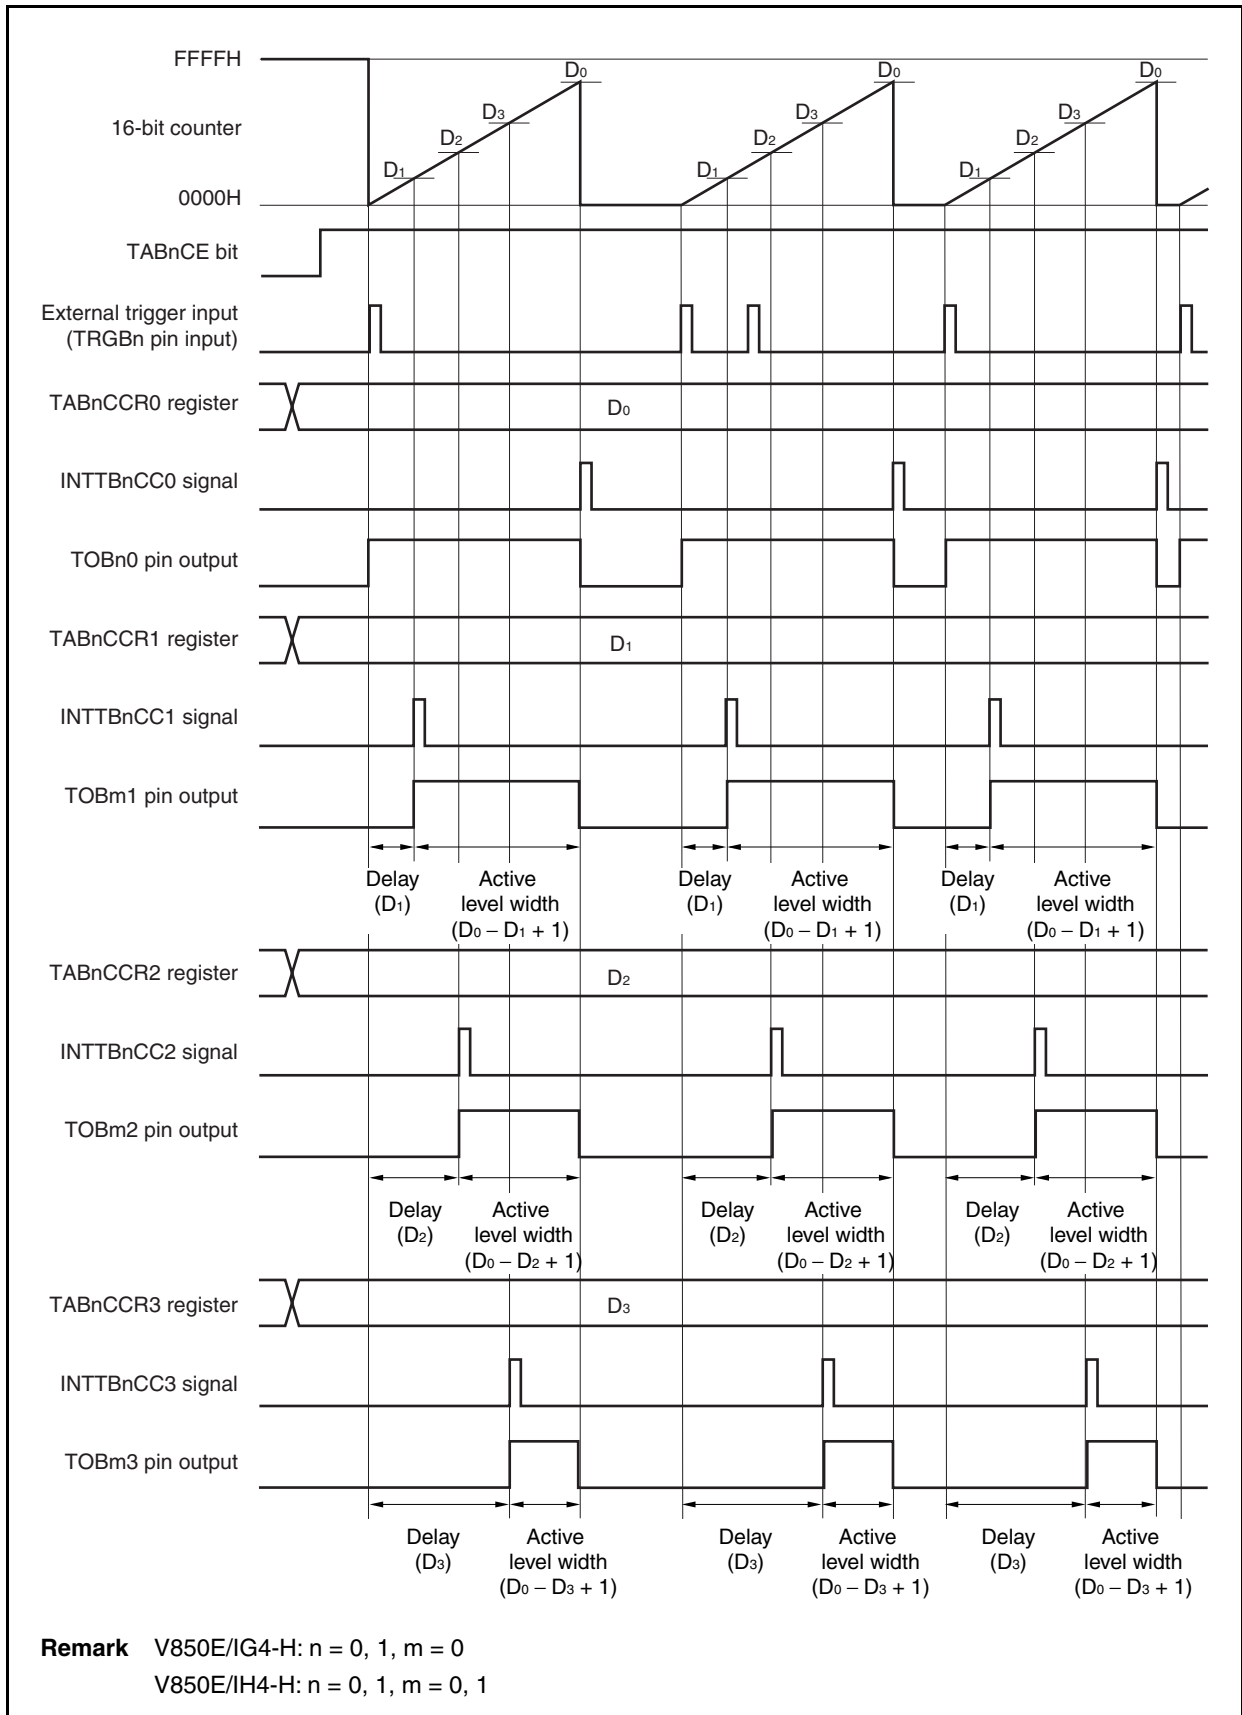 FFFFH
D0 D0 D0
D3 D3 D3
16-bit counter
D2 D2 D2
D1 D1 D1
0000H
TABnCE bit
External trigger input
(TRGBn pin input)
TABnCCR0 register
D0
INTTBnCC0 signal
TOBn0 pin output
TABnCCR1 register
D1
INTTBnCC1 signal
TOBm1 pin output
Delay Active Delay Active Delay Active
(D1) level width (D1) level width (D1) level width
(D0 – D1 + 1) (D0 – D1 + 1) (D0 – D1 + 1)
TABnCCR2 register
D2
INTTBnCC2 signal
TOBm2 pin output
Delay Active Delay Active Delay Active
(D2) level width (D2) level width (D2) level width
(D0 – D2 + 1) (D0 – D2 + 1) (D0 – D2 + 1)
TABnCCR3 register
D3
INTTBnCC3 signal
TOBm3 pin output
Delay Active Delay Active Delay Active
(D3) level width (D3) level width (D3) level width
(D0 – D3 + 1) (D0 – D3 + 1) (D0 – D3 + 1)
Remark V850E/IG4-H: n = 0, 1, m = 0
V850E/IH4-H: n = 0, 1, m = 0, 1